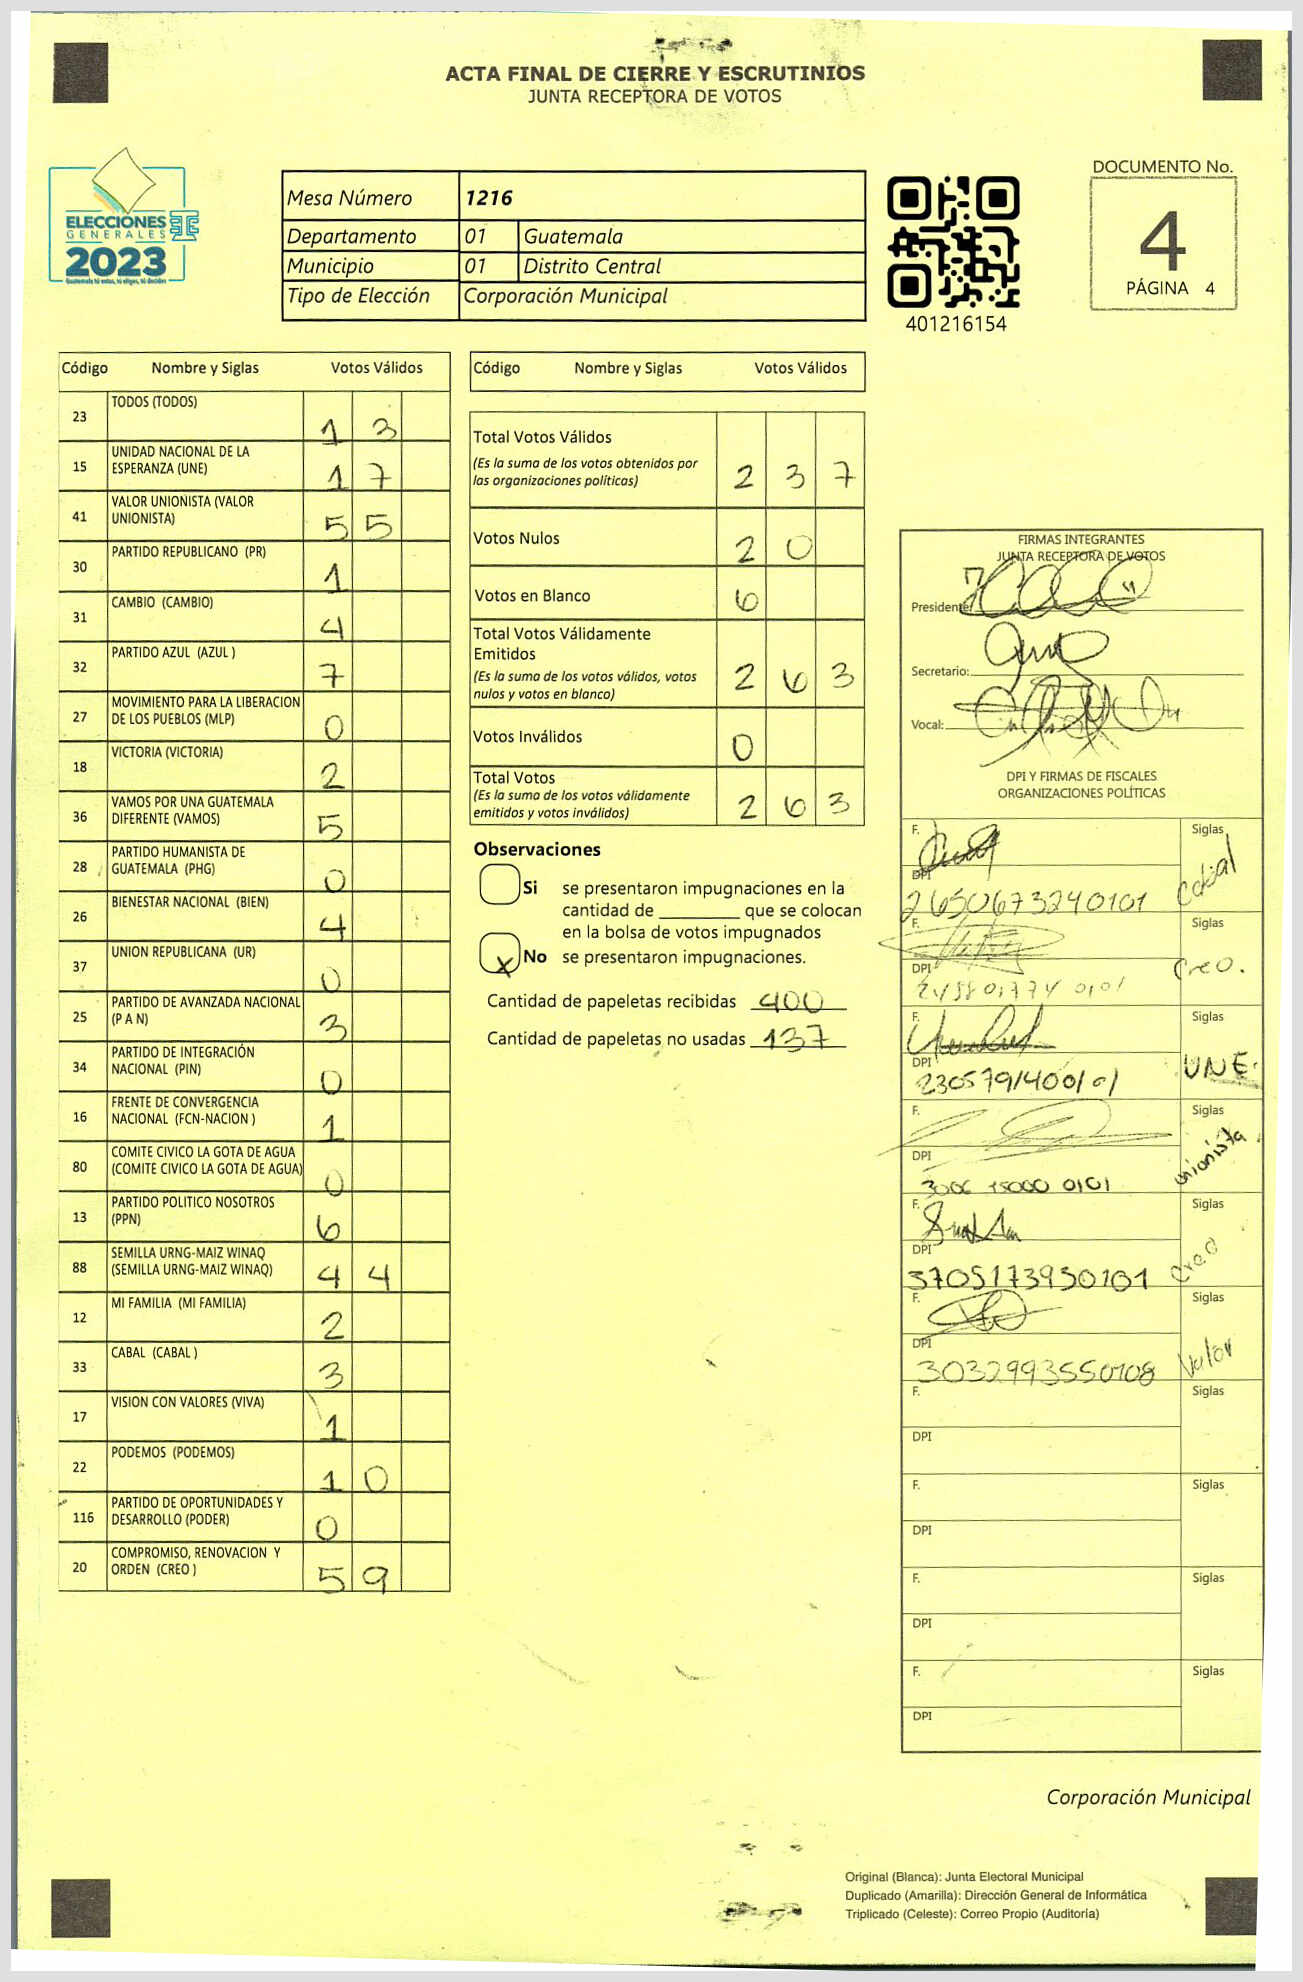 ACTA FINAL DE CIERRE Y ESCRUTINIOS
JUNTA RECEPTORA DE VOTOS
ELECCIONES
GENERALES
2023
Mesa Número 1216
Departamento 01 Guatemala
Municipio 01 Distrito Central
Tipo de Elección Corporación Municipal
401216154
DOCUMENTO No.
4
PÁGINA 4
Código Nombre y Siglas Votos Válidos
23 TODOS (TODOS) 1 3
15 UNIDAD NACIONAL DE LA
ESPERANZA (UNE) 1 7
41 VALOR UNIONISTA (VALOR
UNIONISTA) 5 5
30 PARTIDO REPUBLICANO (PR) 1
31 CAMBIO (CAMBIO) 4
32 PARTIDO AZUL (AZUL ) 7
27 MOVIMIENTO PARA LA LIBERACION
DE LOS PUEBLOS (MLP) 0
18 VICTORIA (VICTORIA) 2
36 VAMOS POR UNA GUATEMALA
DIFERENTE (VAMOS) 5
28 PARTIDO HUMANISTA DE
GUATEMALA (PHG) 0
26 BIENESTAR NACIONAL (BIEN) 4
37 UNION REPUBLICANA (UR) 0
25 PARTIDO DE AVANZADA NACIONAL
(P A N) 3
34 PARTIDO DE INTEGRACIÓN
NACIONAL (PIN) 0
16 FRENTE DE CONVERGENCIA
NACIONAL (FCN-NACION ) 1
80 COMITE CIVICO LA GOTA DE AGUA
(COMITE CIVICO LA GOTA DE AGUA) 0
13 PARTIDO POLITICO NOSOTROS
(PPN) 6
88 SEMILLA URNG-MAIZ WINAQ
(SEMILLA URNG-MAIZ WINAQ) 4 4
12 MI FAMILIA (MI FAMILIA) 2
33 CABAL (CABAL ) 3
17 VISION CON VALORES (VIVA) 1
22 PODEMOS (PODEMOS) 1 0
116 PARTIDO DE OPORTUNIDADES Y
DESARROLLO (PODER) 0
20 COMPROMISO, RENOVACION Y
ORDEN (CREO ) 5 9
Código Nombre y Siglas Votos Válidos
Total Votos Válidos
(Es la suma de los votos obtenidos por
las organizaciones políticas) 2 3 7
Votos Nulos 2 0
Votos en Blanco 6
Total Votos Válidamente
Emitidos
(Es la suma de los votos válidos, votos
nulos y votos en blanco) 2 6 3
Votos Inválidos 0
Total Votos
(Es la suma de los votos válidamente
emitidos y votos inválidos) 2 6 3
Observaciones
Si se presentaron impugnaciones en la
cantidad de ________ que se colocan
en la bolsa de votos impugnados
x No se presentaron impugnaciones.
Cantidad de papeletas recibidas 400
Cantidad de papeletas no usadas 137
FIRMAS INTEGRANTES
JUNTA RECEPTORA DE VOTOS
Presidente:
Secretario:
Vocal:
DPI Y FIRMAS DE FISCALES
ORGANIZACIONES POLÍTICAS
F. Siglas
DPI
2650673240101
F. Siglas
DPI Creo.
F. Siglas
DPI UNE.
2305791400101
F. Siglas
DPI unionista
F. Siglas
DPI Creo
3705173930101
F. Siglas
DPI Valor
3032993550108
F. Siglas
DPI
F. Siglas
DPI
F. Siglas
DPI
F. Siglas
DPI
Corporación Municipal
Original (Blanca): Junta Electoral Municipal
Duplicado (Amarilla): Dirección General de Informática
Triplicado (Celeste): Correo Propio (Auditoría)